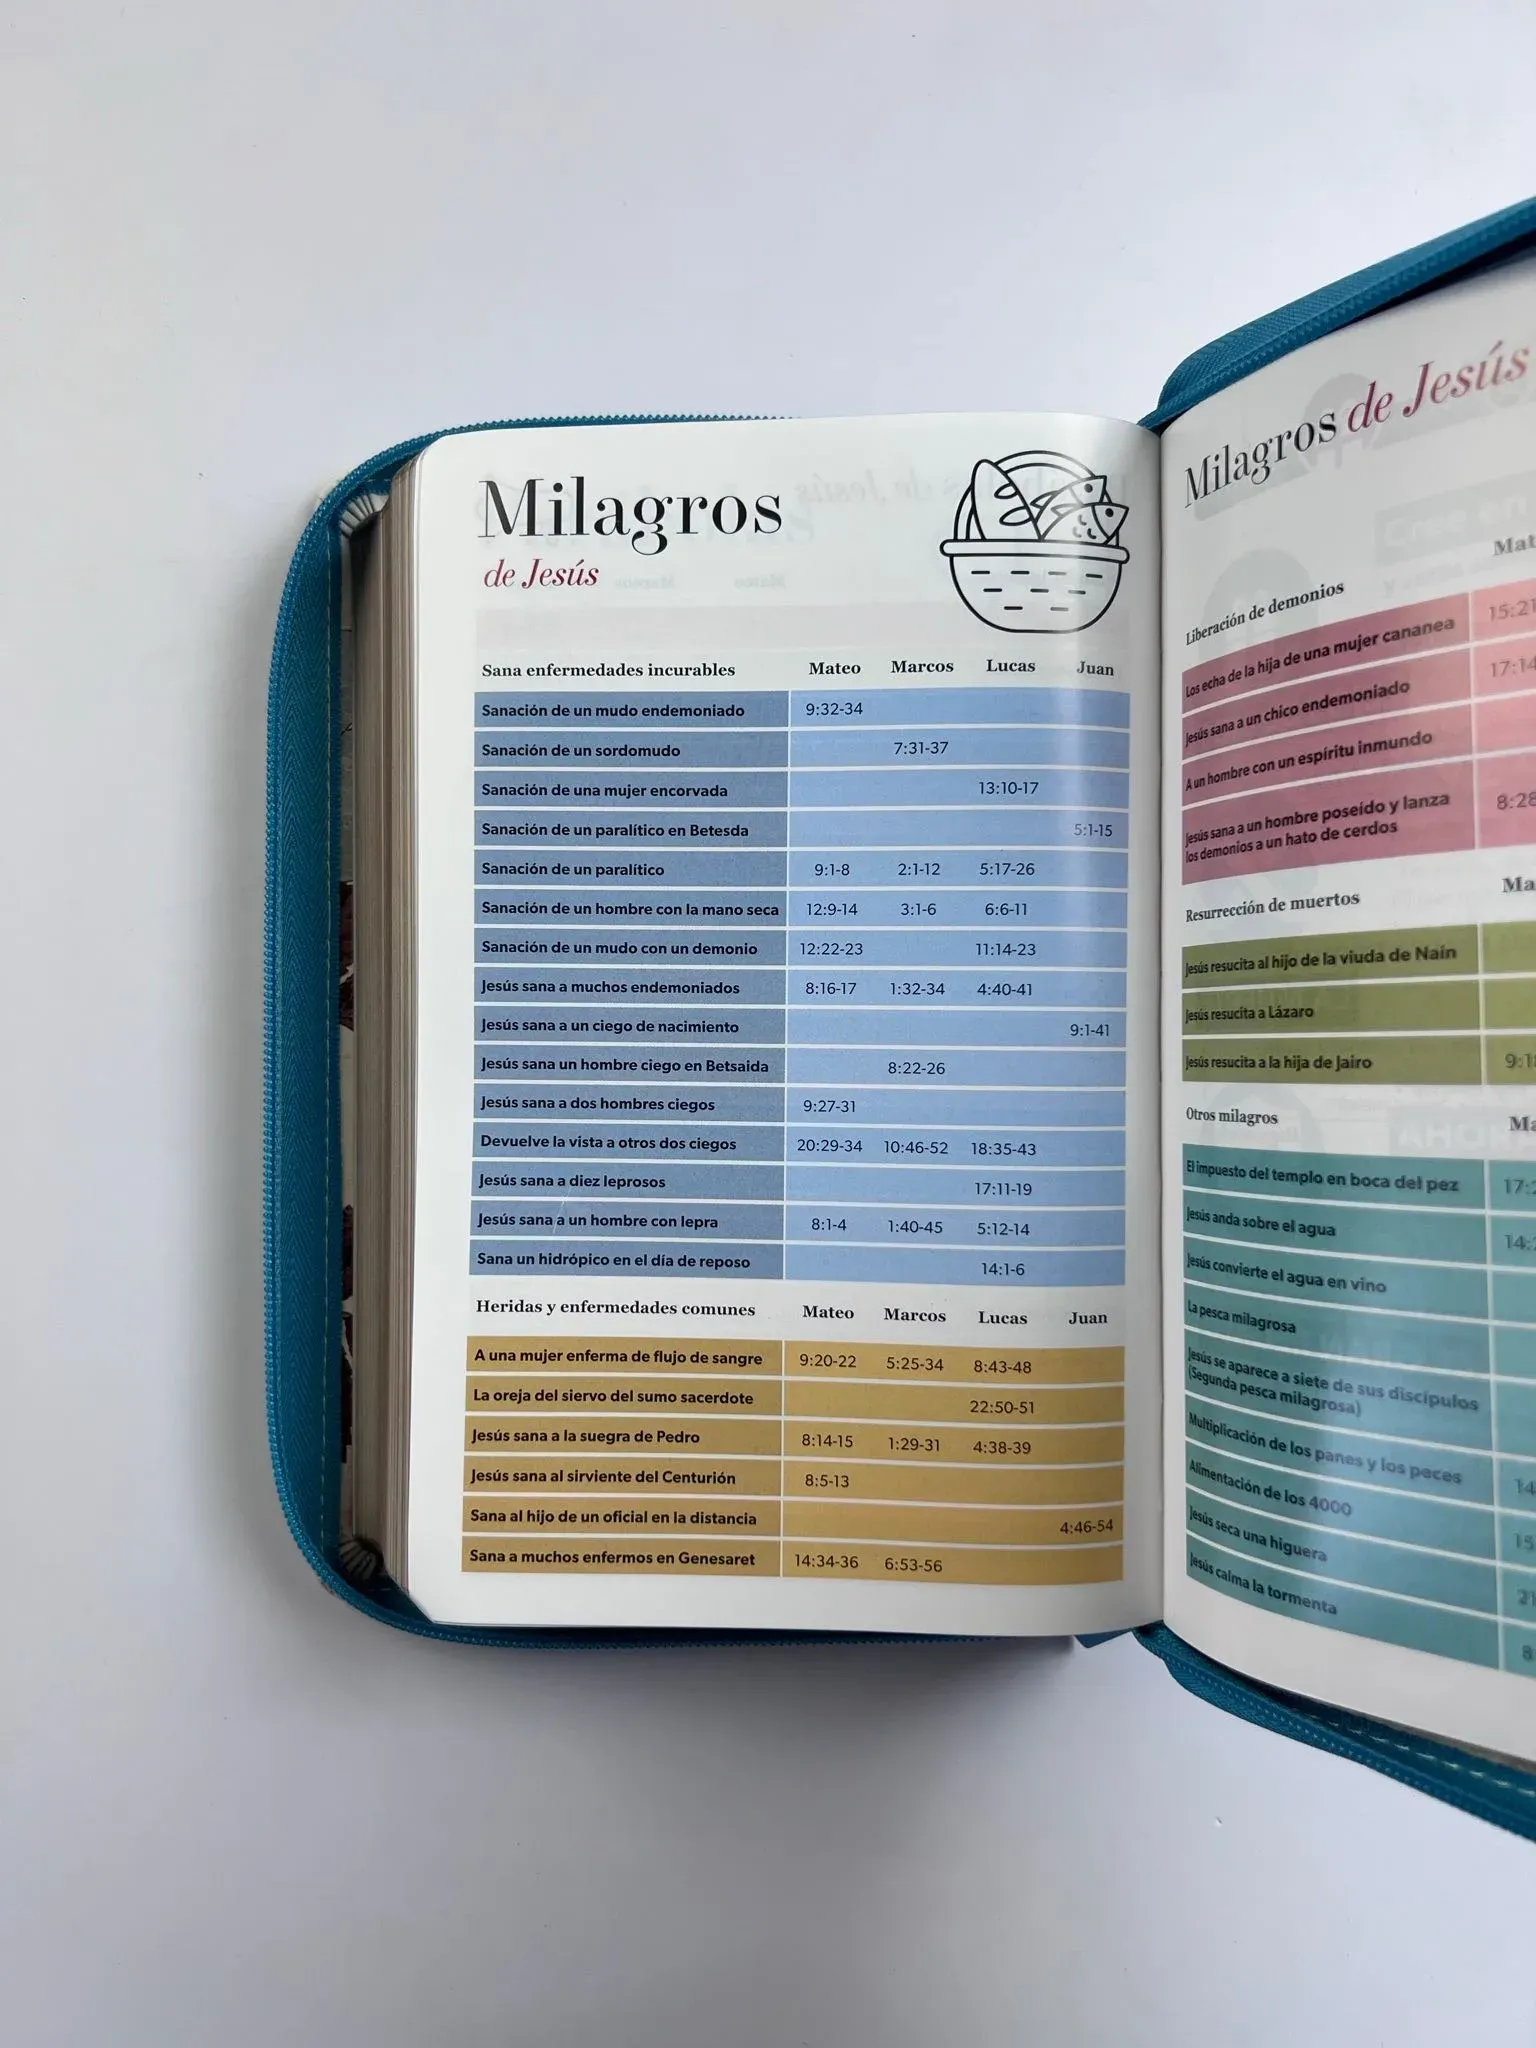 Milagros
de Jesús
Sana enfermedades incurables Mateo Marcos Lucas Juan
Sanación de un mudo endemoniado 9:32-34
Sanación de un sordomudo 7:31-37
Sanación de una mujer encorvada 13:10-17
Sanación de un paralítico en Betesda 5:1-15
Sanación de un paralítico 9:1-8 2:1-12 5:17-26
Sanación de un hombre con la mano seca 12:9-14 3:1-6 6:6-11
Sanación de un mudo con un demonio 12:22-23 11:14-23
Jesús sana a muchos endemoniados 8:16-17 1:32-34 4:40-41
Jesús sana a un ciego de nacimiento 9:1-41
Jesús sana un hombre ciego en Betsaida 8:22-26
Jesús sana a dos hombres ciegos 9:27-31
Devuelve la vista a otros dos ciegos 20:29-34 10:46-52 18:35-43
Jesús sana a diez leprosos 17:11-19
Jesús sana a un hombre con lepra 8:1-4 1:40-45 5:12-14
Sana un hidrópico en el día de reposo 14:1-6
Heridas y enfermedades comunes Mateo Marcos Lucas Juan
A una mujer enferma de flujo de sangre 9:20-22 5:25-34 8:43-48
La oreja del siervo del sumo sacerdote 22:50-51
Jesús sana a la suegra de Pedro 8:14-15 1:29-31 4:38-39
Jesús sana al sirviente del Centurión 8:5-13
Sana al hijo de un oficial en la distancia 4:46-54
Sana a muchos enfermos en Genesaret 14:34-36 6:53-56
Milagros de Jesús
Liberación de demonios
Los echa de la hija de una mujer cananea
Jesús sana a un chico endemoniado
A un hombre con un espíritu inmundo
Jesús sana a un hombre poseído y lanza
los demonios a un hato de cerdos
Resurrección de muertos
Jesús resucita al hijo de la viuda de Naín
Jesús resucita a Lázaro
Jesús resucita a la hija de Jairo
Otros milagros
El impuesto del templo en boca del pez
Jesús anda sobre el agua
Jesús convierte el agua en vino
La pesca milagrosa
Jesús se aparece a siete de sus discípulos
(Segunda pesca milagrosa)
Multiplicación de los panes y los peces
Alimentación de los 4000
Jesús seca una higuera
Jesús calma la tormenta